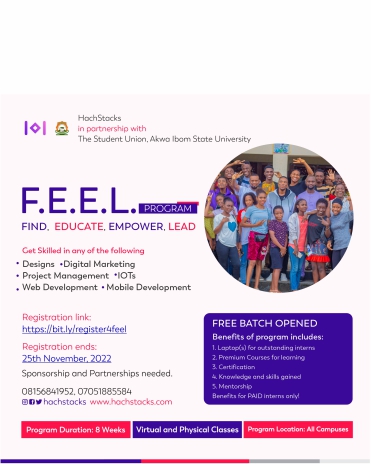 HachStacks
in partnership with
The Student Union, Akwa Ibom State University
F.E.E.L. PROGRAM
FIND, EDUCATE, EMPOWER, LEAD
Get Skilled in any of the following
• Designs •Digital Marketing
• Project Management •IOTs
• Web Development • Mobile Development
Registration link:
https://bit.ly/register4feel
Registration ends:
25th November, 2022
Sponsorship and Partnerships needed.
08156841952, 07051885584
hachstacks www.hachstacks.com
FREE BATCH OPENED
Benefits of program includes:
1. Laptop(s) for outstanding interns
2. Premium Courses for learning
3. Certification
4. Knowledge and skills gained
5. Mentorship
Benefits for PAID interns only!
Program Duration: 8 Weeks
Virtual and Physical Classes
Program Location: All Campuses